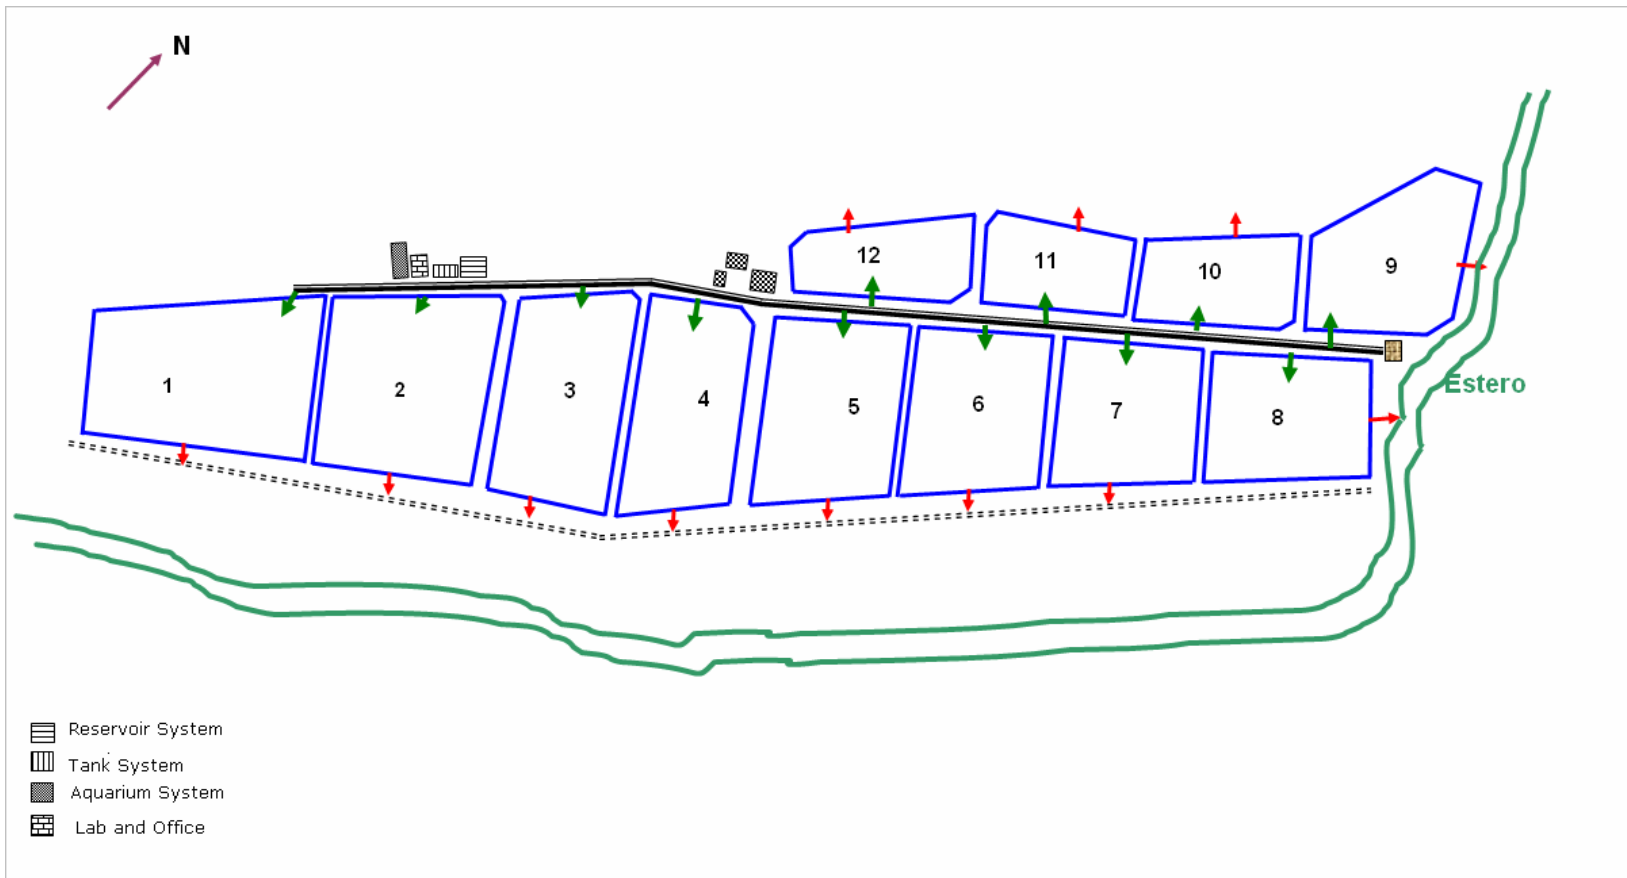 N
12
11
10
9
1
2
3
4
5
6
7
8
Estero
Reservoir System
Tank System
Aquarium System
Lab and Office